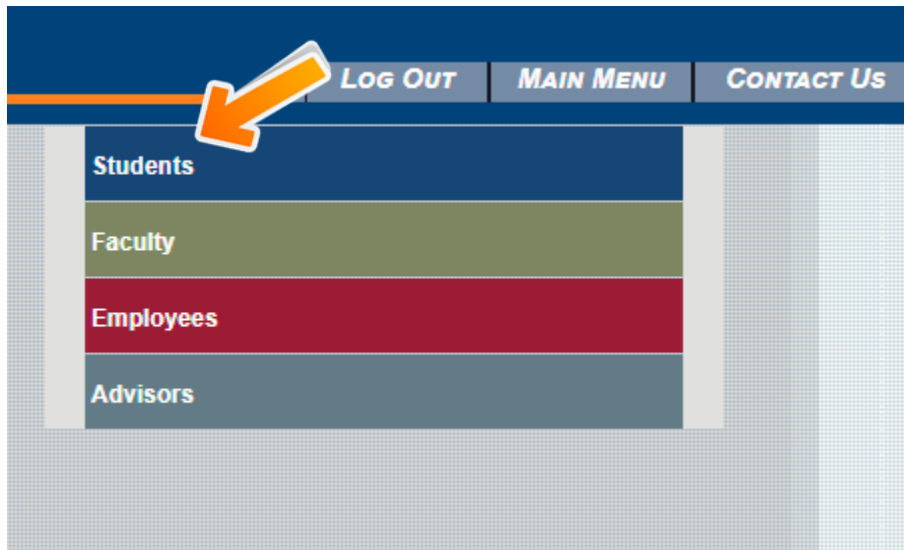 LOG OUT MAIN MENU CONTACT US
Students
Faculty
Employees
Advisors